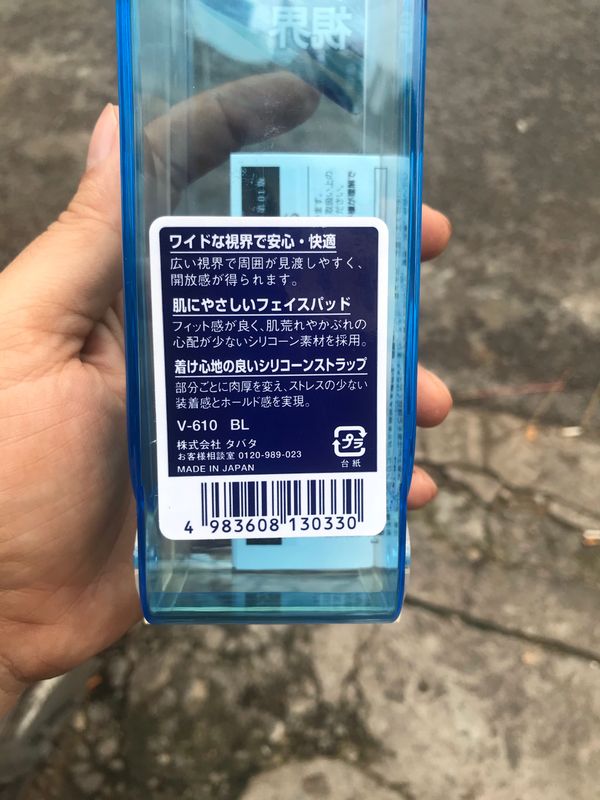 視界
ワイドな視界で安心・快適
広い視界で周囲が見渡しやすく、
開放感が得られます。
肌にやさしいフェイスパッド
フィット感が良く、肌荒れやかぶれの
心配が少ないシリコーン素材を採用。
着け心地の良いシリコーンストラップ
部分ごとに肉厚を変え、ストレスの少ない
装着感とホールド感を実現。
V-610 BL
株式会社 タバタ
お客様相談室 0120-989-023
MADE IN JAPAN
プラ
台紙
4 983608 130330